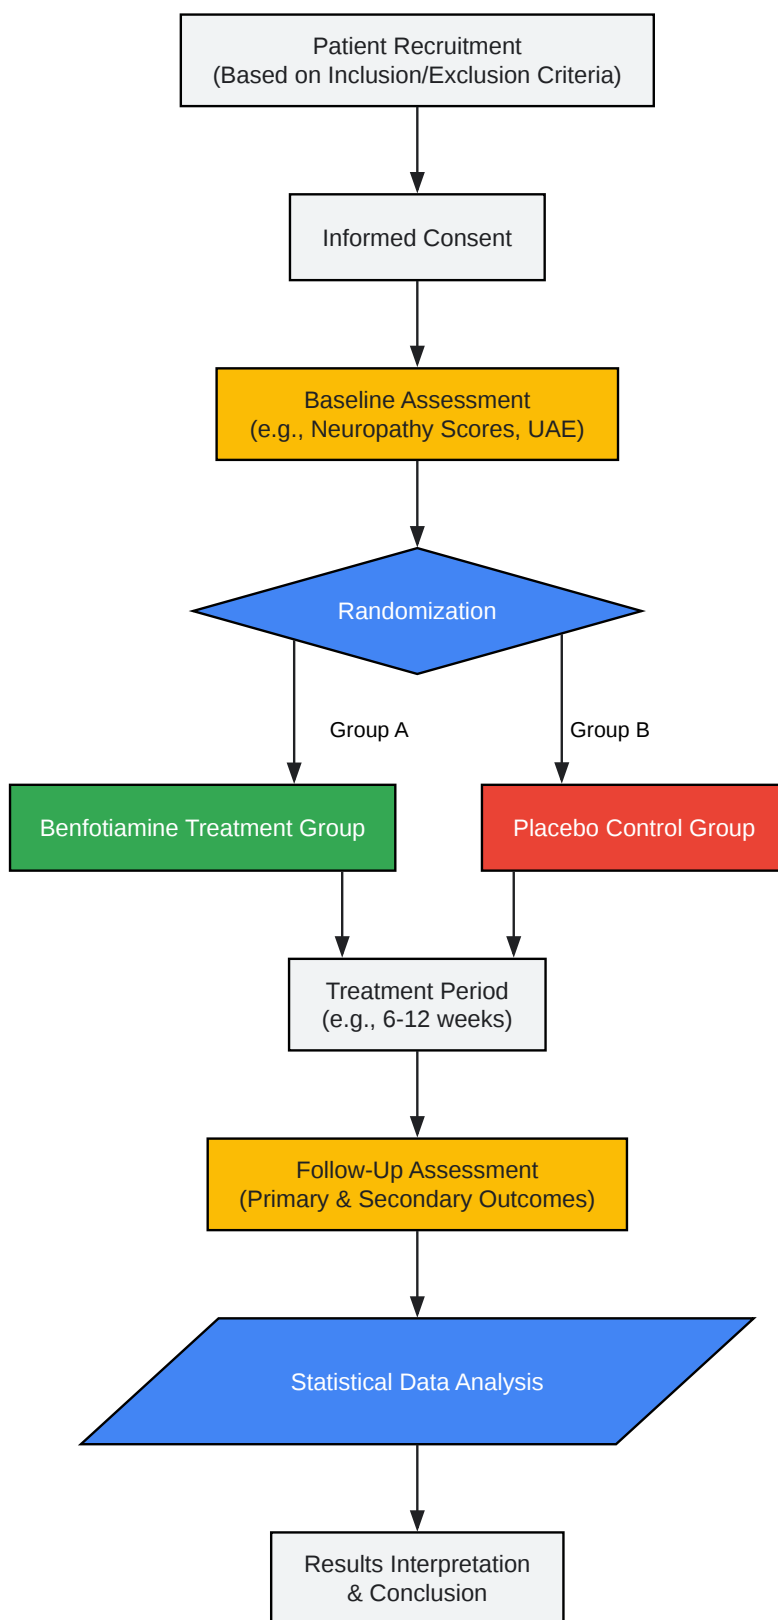 Patient Recruitment
(Based on Inclusion/Exclusion Criteria)
Informed Consent
Baseline Assessment
(e.g., Neuropathy Scores, UAE)
Randomization
Group A
Group B
Benfotiamine Treatment Group
Placebo Control Group
Treatment Period
(e.g., 6-12 weeks)
Follow-Up Assessment
(Primary & Secondary Outcomes)
Statistical Data Analysis
Results Interpretation
& Conclusion